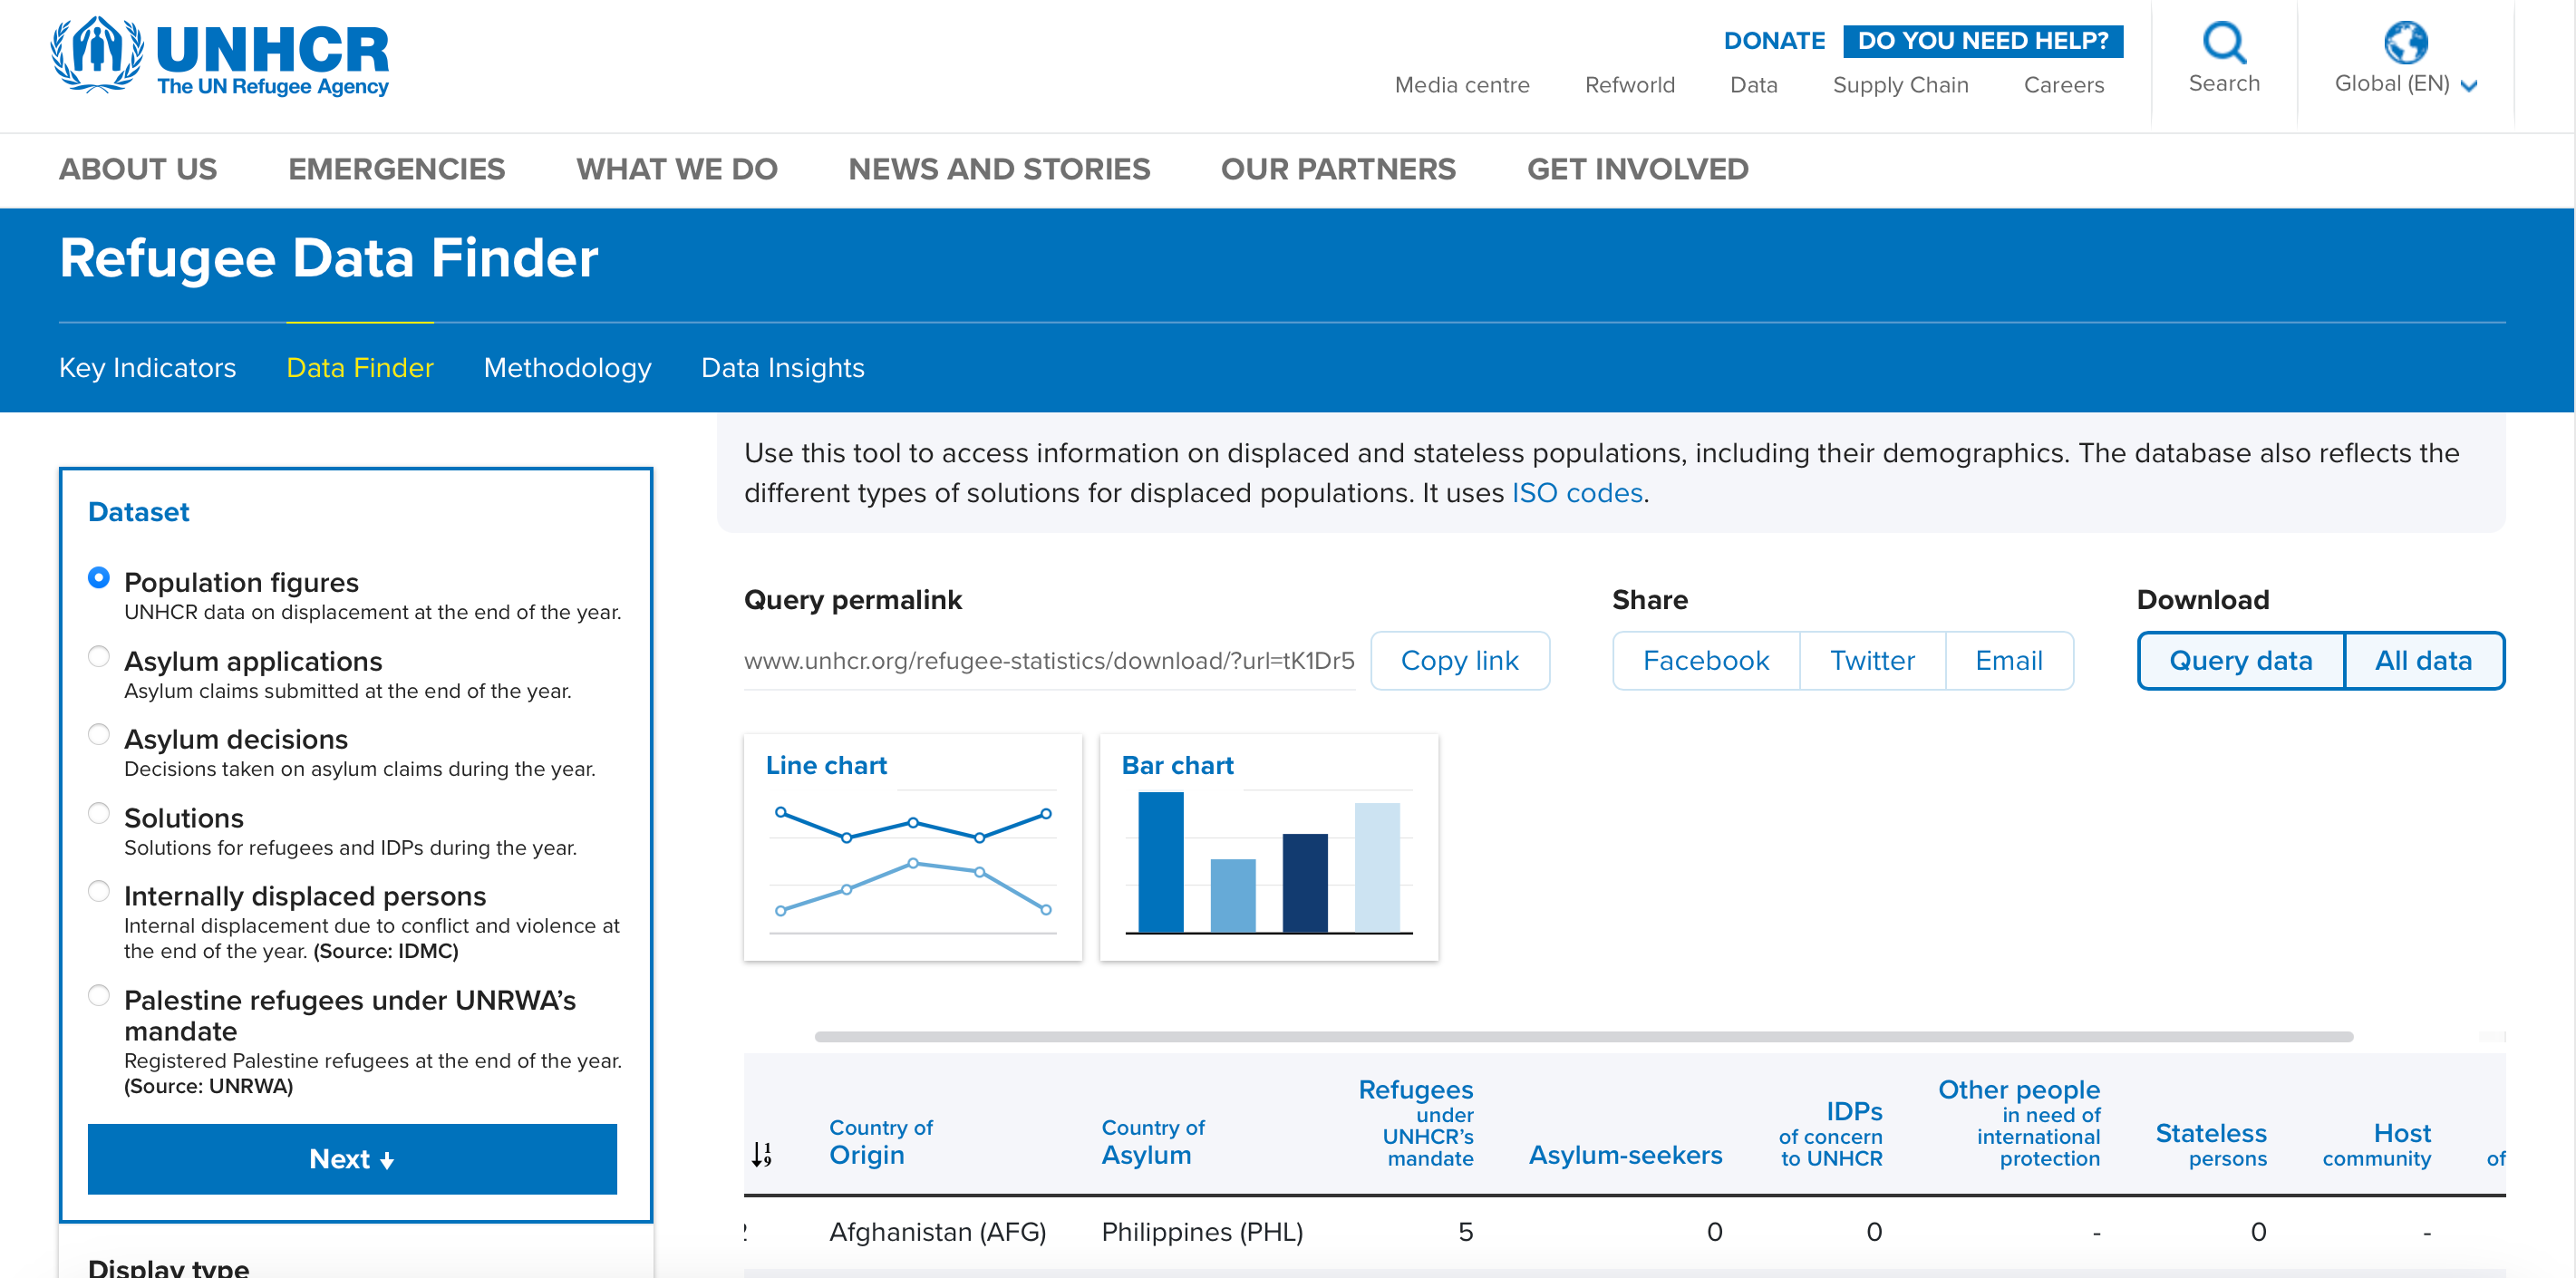 UNHCR
The UN Refugee Agency
DONATE DO YOU NEED HELP?
Media centre Refworld Data Supply Chain Careers
Search
Global (EN)
ABOUT US EMERGENCIES WHAT WE DO NEWS AND STORIES OUR PARTNERS GET INVOLVED
Refugee Data Finder
Key Indicators Data Finder Methodology Data Insights
Dataset
Population figures
UNHCR data on displacement at the end of the year.
Asylum applications
Asylum claims submitted at the end of the year.
Asylum decisions
Decisions taken on asylum claims during the year.
Solutions
Solutions for refugees and IDPs during the year.
Internally displaced persons
Internal displacement due to conflict and violence at
the end of the year. (Source: IDMC)
Palestine refugees under UNRWA’s
mandate
Registered Palestine refugees at the end of the year.
(Source: UNRWA)
Next
Display type
Use this tool to access information on displaced and stateless populations, including their demographics. The database also reflects the
different types of solutions for displaced populations. It uses ISO codes.
Query permalink
www.unhcr.org/refugee-statistics/download/?url=tK1Dr5
Copy link
Share
Facebook Twitter Email
Download
Query data All data
Line chart
Bar chart
1
9
Country of
Origin
Country of
Asylum
Refugees
under
UNHCR’s
mandate
Asylum-seekers
IDPs
of concern
to UNHCR
Other people
in need of
international
protection
Stateless
persons
Host
community
of
Afghanistan (AFG) Philippines (PHL) 5 0 0 - 0 -